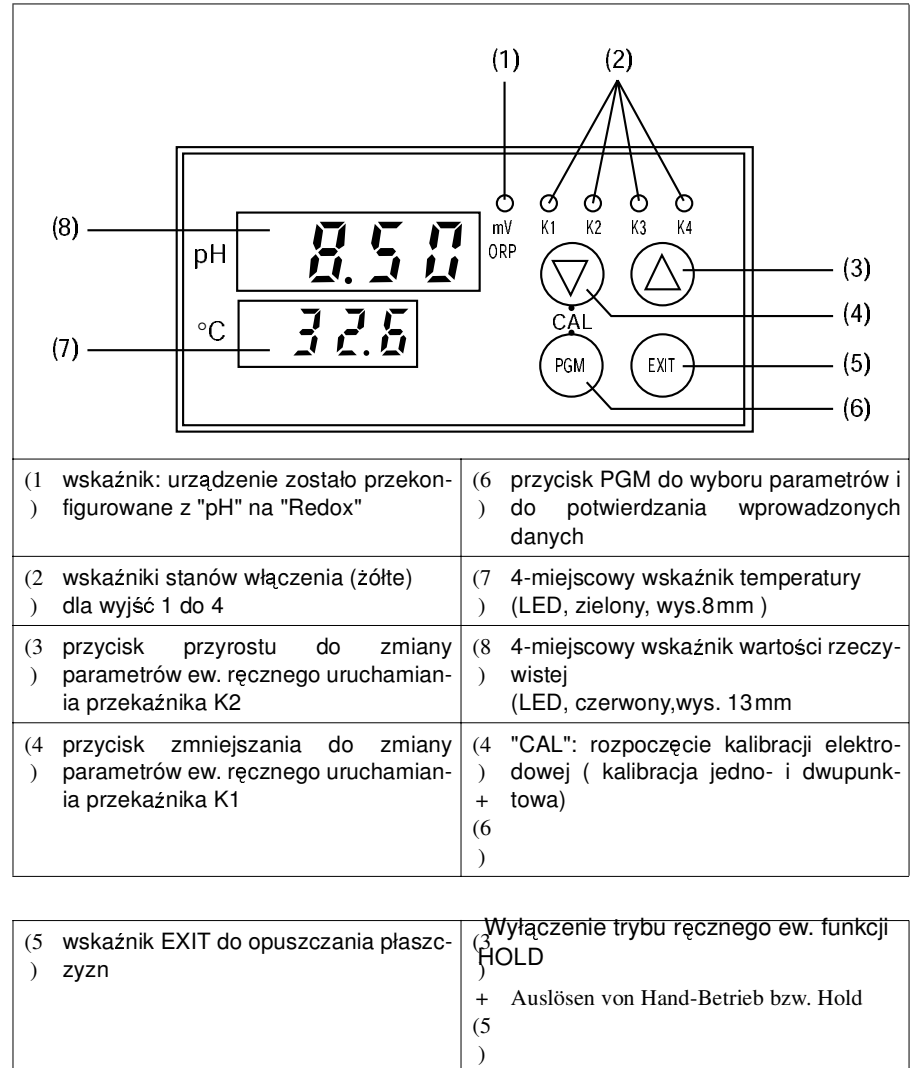 (1) (2)
(8) 8.50 mV K1 K2 K3 K4
pH ORP
(3)
(4)
°C 32.6 CAL
(7) PGM EXIT (5)
(6)
(1 wskaźnik: urządzenie zostało przekon-
) figurowane z "pH" na "Redox"
(6 przycisk PGM do wyboru parametrów i
) do potwierdzania wprowadzonych
danych
(2 wskaźniki stanów włączenia (żółte)
) dla wyjść 1 do 4
(7 4-miejscowy wskaźnik temperatury
) (LED, zielony, wys.8mm )
(3 przycisk przyrostu do zmiany
) parametrów ew. ręcznego uruchamian-
ia przekaźnika K2
(8 4-miejscowy wskaźnik wartości rzeczy-
) wistej
(LED, czerwony,wys. 13mm
(4 przycisk zmniejszania do zmiany
) parametrów ew. ręcznego uruchamian-
ia przekaźnika K1
(4 "CAL": rozpoczęcie kalibracji elektro-
) dowej ( kalibracja jedno- i dwupunk-
+ towa)
(6
)
(5 wskaźnik EXIT do opuszczania płaszc-
) zyzn
Wyłączenie trybu ręcznego ew. funkcji
(3
HOLD
)
+ Auslösen von Hand-Betrieb bzw. Hold
(5
)